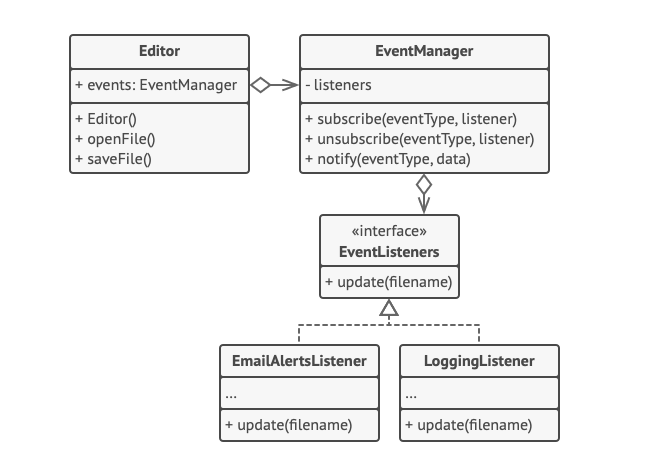 Editor
+ events: EventManager
+ Editor()
+ openFile()
+ saveFile()
EventManager
- listeners
+ subscribe(eventType, listener)
+ unsubscribe(eventType, listener)
+ notify(eventType, data)
«interface»
EventListeners
+ update(filename)
EmailAlertsListener
...
+ update(filename)
LoggingListener
...
+ update(filename)